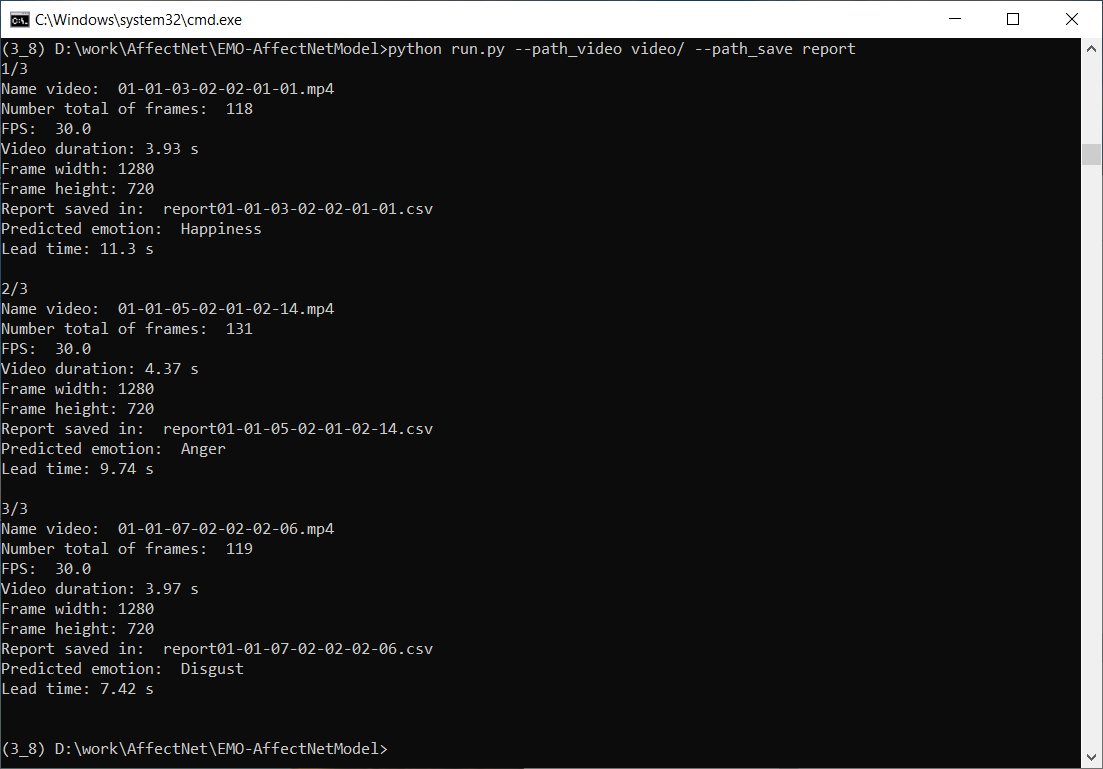 C:\Windows\system32\cmd.exe
(3_8) D:\work\AffectNet\EMO-AffectNetModel>python run.py --path_video video/ --path_save report
1/3
Name video:  01-01-03-02-02-01-01.mp4
Number total of frames:  118
FPS:  30.0
Video duration: 3.93 s
Frame width: 1280
Frame height: 720
Report saved in:  report01-01-03-02-02-01-01.csv
Predicted emotion:  Happiness
Lead time: 11.3 s

2/3
Name video:  01-01-05-02-01-02-14.mp4
Number total of frames:  131
FPS:  30.0
Video duration: 4.37 s
Frame width: 1280
Frame height: 720
Report saved in:  report01-01-05-02-01-02-14.csv
Predicted emotion:  Anger
Lead time: 9.74 s

3/3
Name video:  01-01-07-02-02-02-06.mp4
Number total of frames:  119
FPS:  30.0
Video duration: 3.97 s
Frame width: 1280
Frame height: 720
Report saved in:  report01-01-07-02-02-02-06.csv
Predicted emotion:  Disgust
Lead time: 7.42 s

(3_8) D:\work\AffectNet\EMO-AffectNetModel>